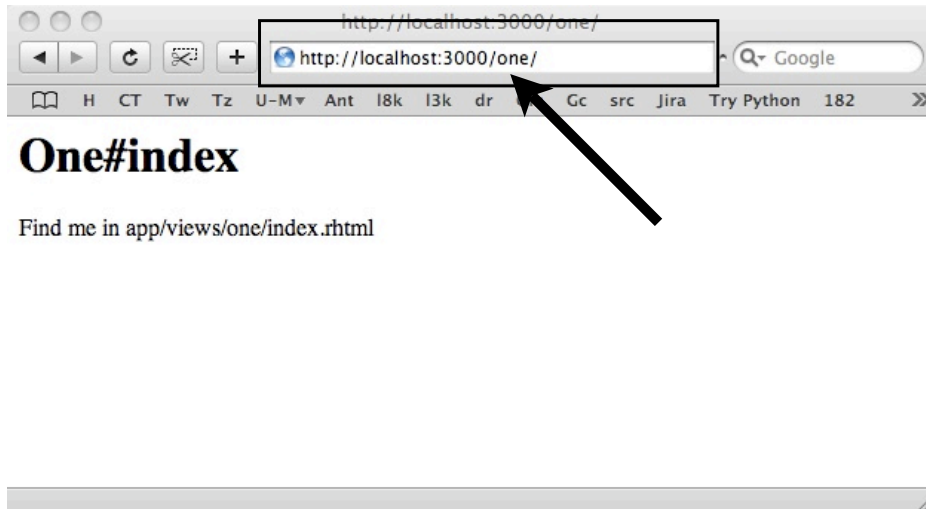 http://localhost:3000/one/
http://localhost:3000/one/ Google
H CT Tw Tz U-M Ant l8k l3k dr Gc src Jira Try Python 182
One#index
Find me in app/views/one/index.rhtml